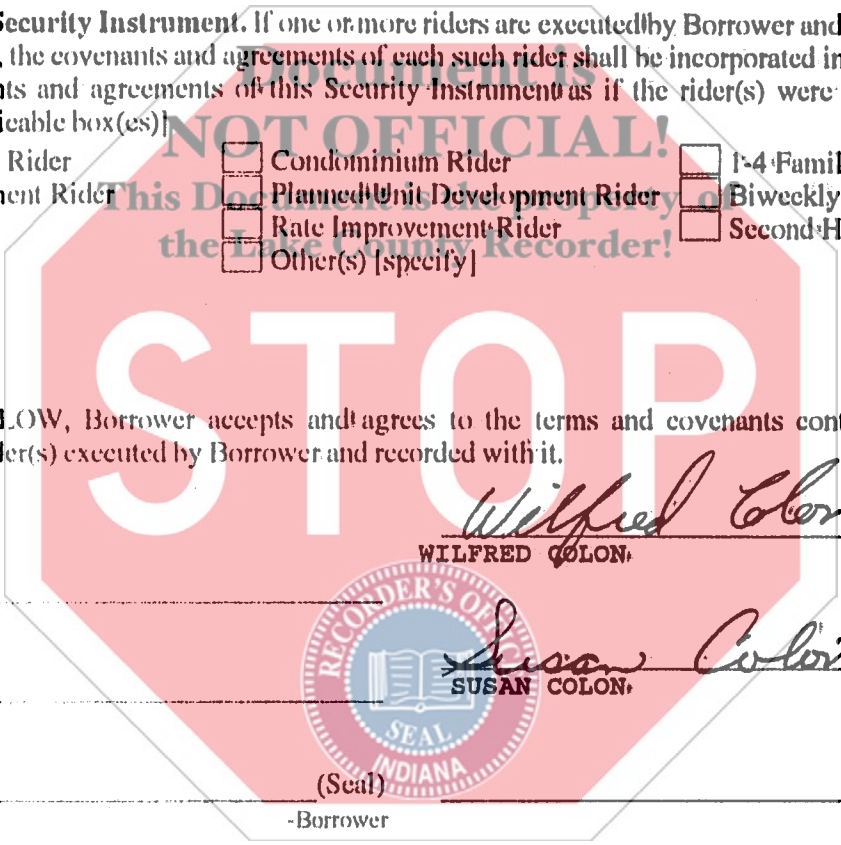 Security Instrument. If one or more riders are executed by Borrower and
, the covenants and agreements of each such rider shall be incorporated in
nts and agreements of this Security Instrument as if the rider(s) were
icable box(es)]
Rider Condominium Rider 1-4 Famil
nent Rider Planned Unit Development Rider Biweekly
Rate Improvement Rider Second H
Other(s) [specify]
Document is
NOT OFFICIAL!
This Document is the property of
the Lake County Recorder!
STOP
LOW, Borrower accepts and agrees to the terms and covenants cont
er(s) executed by Borrower and recorded with it.
Wilfred Colon
WILFRED COLON
Susan Colon
SUSAN COLON
RECORDER'S OFFIC
SEAL
INDIANA
(Seal)
-Borrower